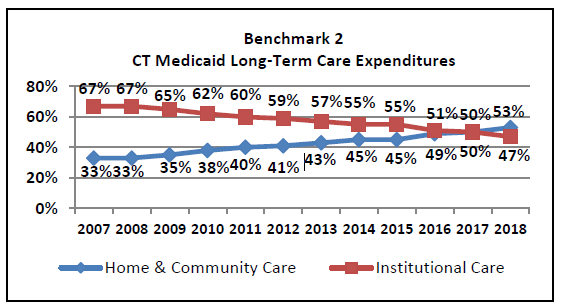 Benchmark 2
CT Medicaid Long-Term Care Expenditures
80%
60%
40%
20%
0%
67% 67% 65% 62% 60% 59% 57% 55% 55% 51% 50% 53%
33% 33% 35% 38% 40% 41% 43% 45% 45% 49% 50% 47%
2007 2008 2009 2010 2011 2012 2013 2014 2015 2016 2017 2018
Home & Community Care Institutional Care